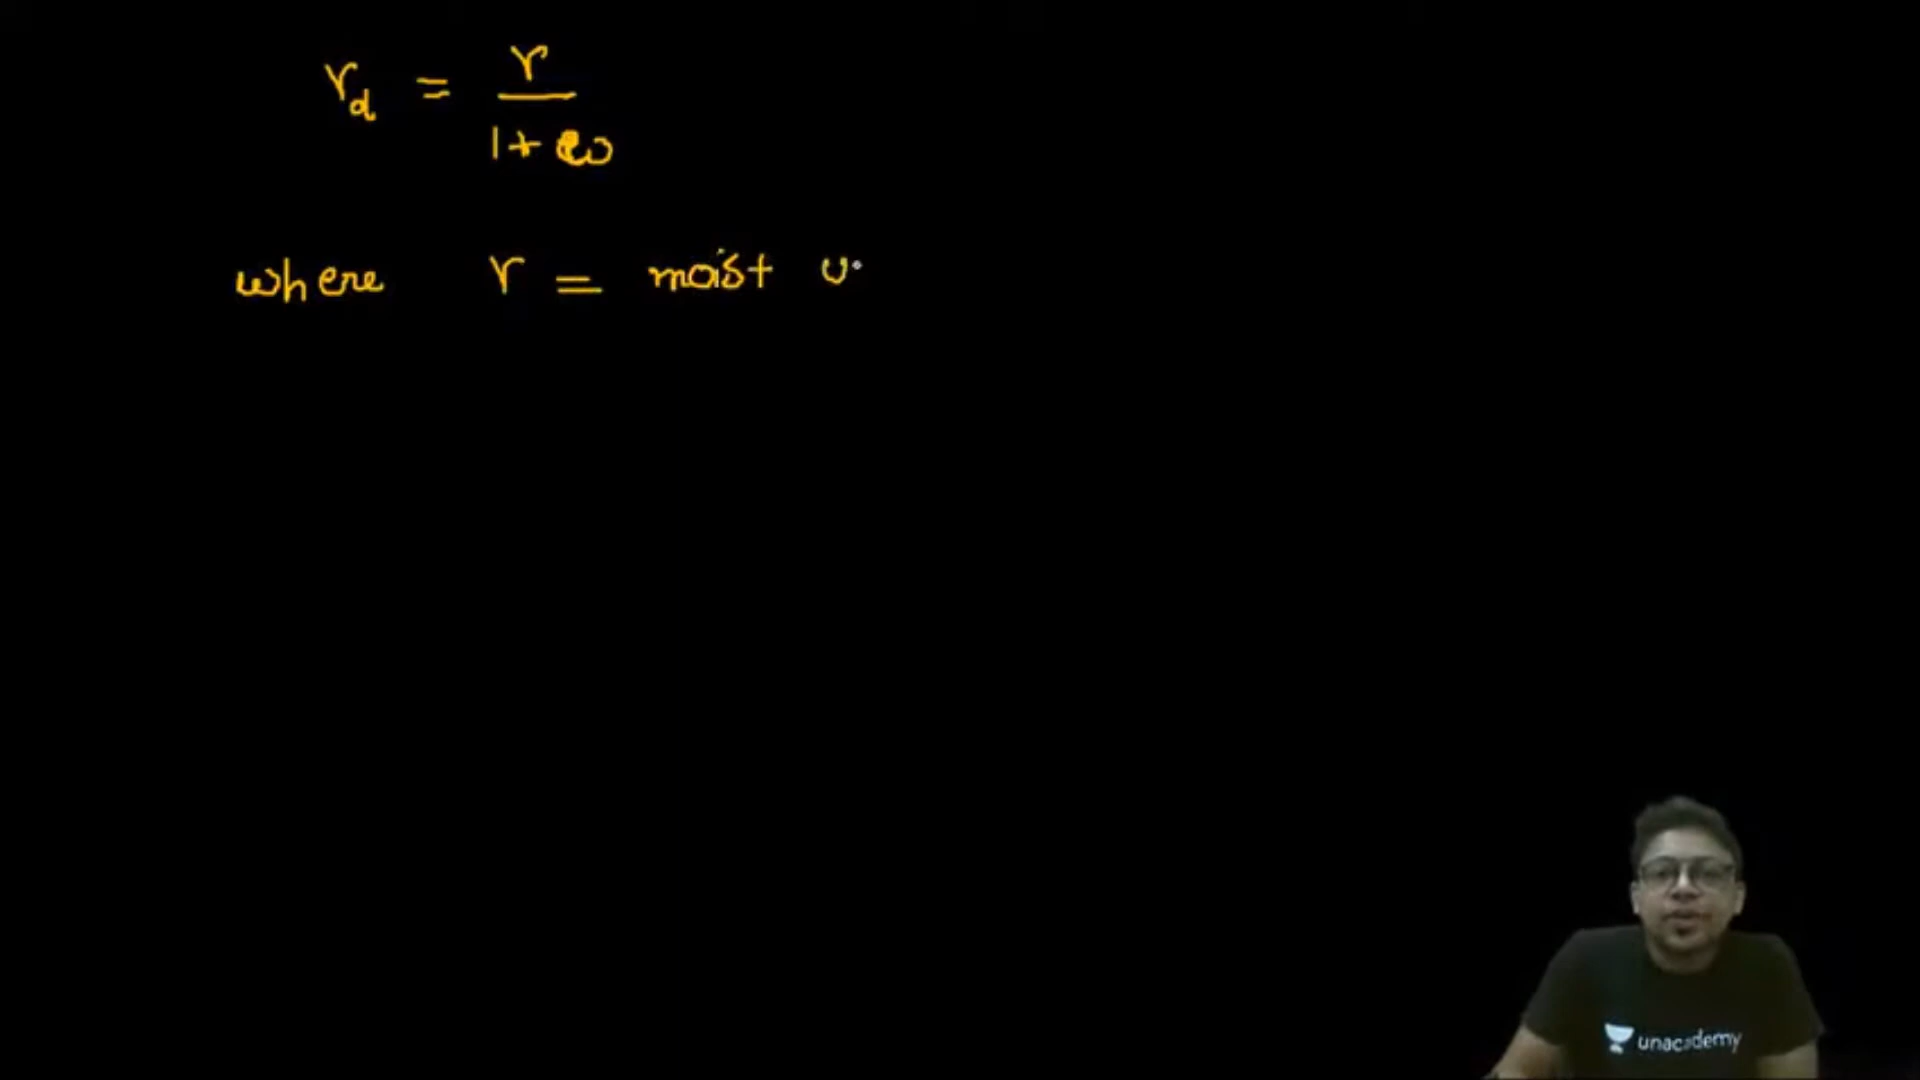 γd = γ / 1 + w
where γ = moist u
unacademy